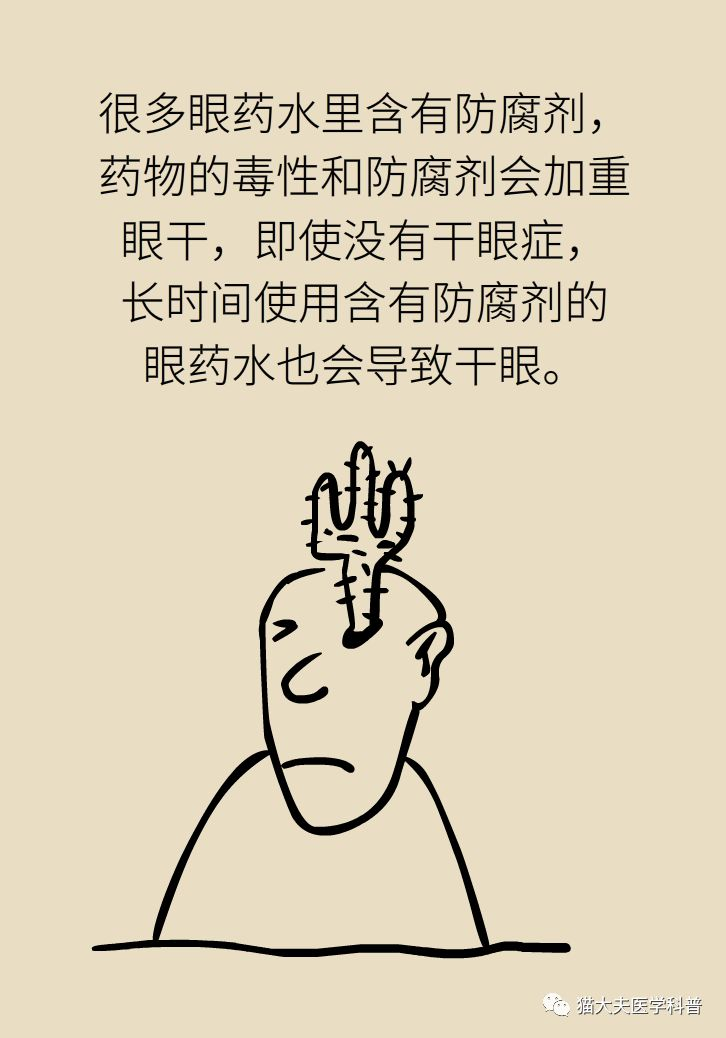 很多眼药水里含有防腐剂，
药物的毒性和防腐剂会加重
眼干，即使没有干眼症，
长时间使用含有防腐剂的
眼药水也会导致干眼。
猫大夫医学科普